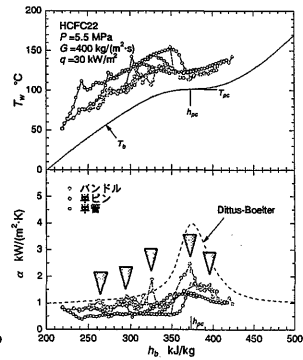 HCFC22
P =5.5 MPa
G =400 kg/(m²·s)
q =30 kW/m²
T_w °C
200
150
100
50
0
T_b
h_pc
T_pc
α kW/(m²·K)
5
4
3
2
1
0
バンドル
単ピン
単管
Dittus-Boelter
h_pc
200 250 300 350 400 450 500
h_b kJ/kg